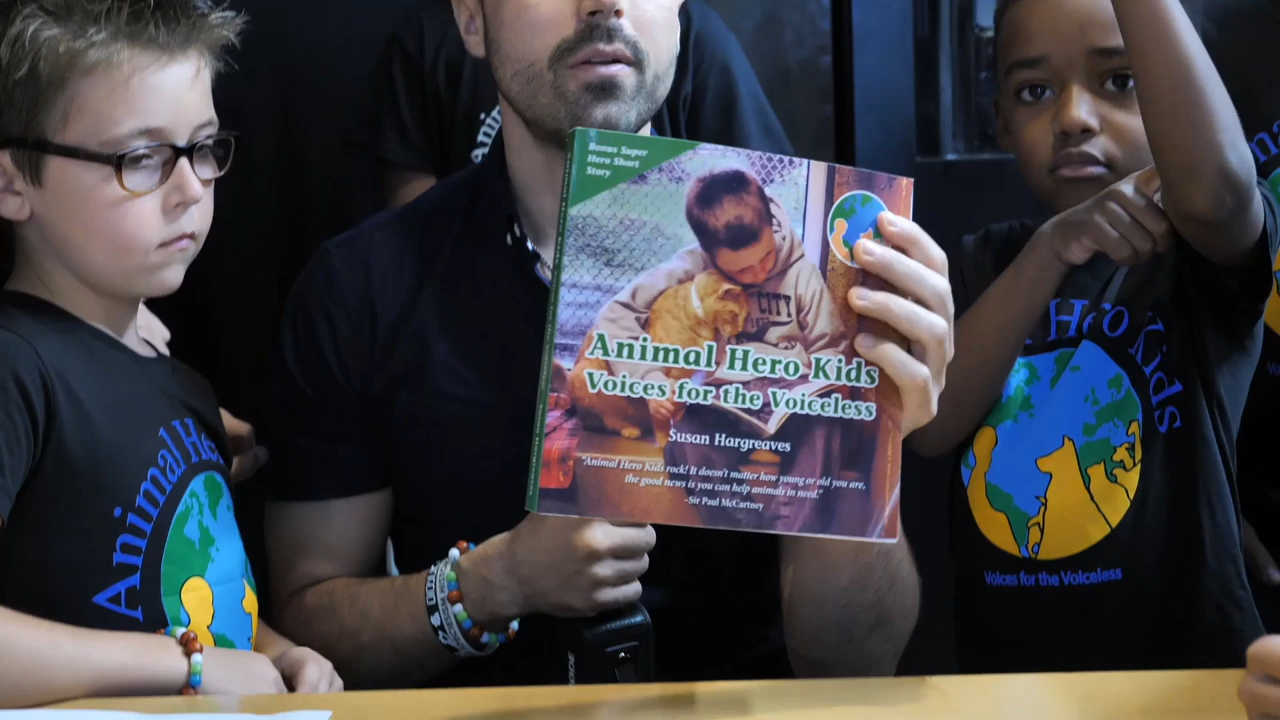 Ani
Bonus Super
Hero Short
Story
CITY
Animal Hero Kids
Voices for the Voiceless
Susan Hargreaves
"Animal Hero Kids rock! It doesn't matter how young or old you are,
the good news is you can help animals in need."
–Sir Paul McCartney
Animal He
Hero Kids
Voices for the Voiceless